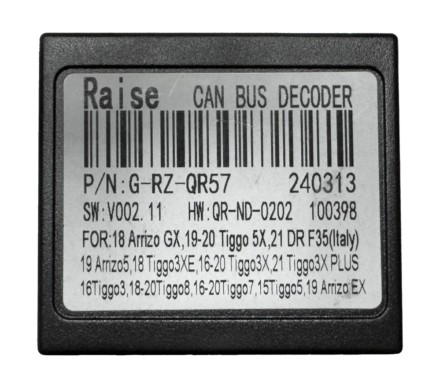 Raise CAN BUS DECODER
P/N:G-RZ-QR57 240313
SW:V002.11 HW:QR-ND-0202 100398
FOR:18 Arrizo GX,19-20 Tiggo 5X,21 DR F35(Italy)
19 Arrizo5,18 Tiggo3XE,16-20 Tiggo3X,21 Tiggo3X PLUS
16Tiggo3,18-20Tiggo8,16-20Tiggo7,15Tiggo5,19 Arrizo EX